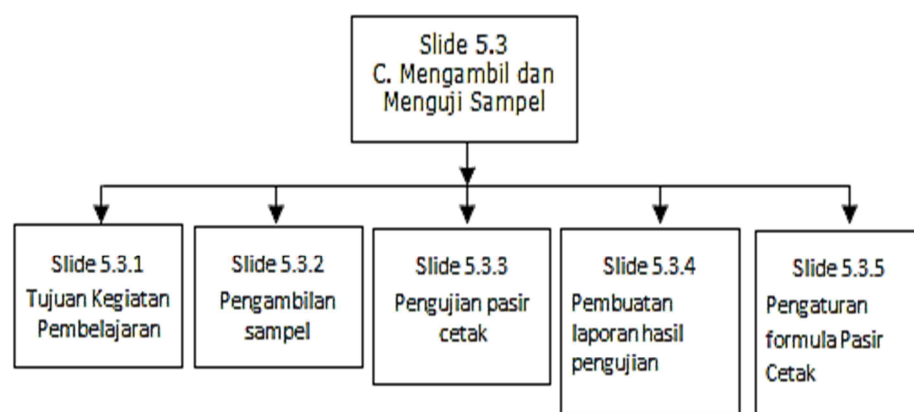 Slide 5.3
C. Mengambil dan
Menguji Sampel
Slide 5.3.1
Tujuan Kegiatan
Pembelajaran
Slide 5.3.2
Pengambilan
sampel
Slide 5.3.3
Pengujian pasir
cetak
Slide 5.3.4
Pembuatan
laporan hasil
pengujian
Slide 5.3.5
Pengaturan
formula Pasir
Cetak